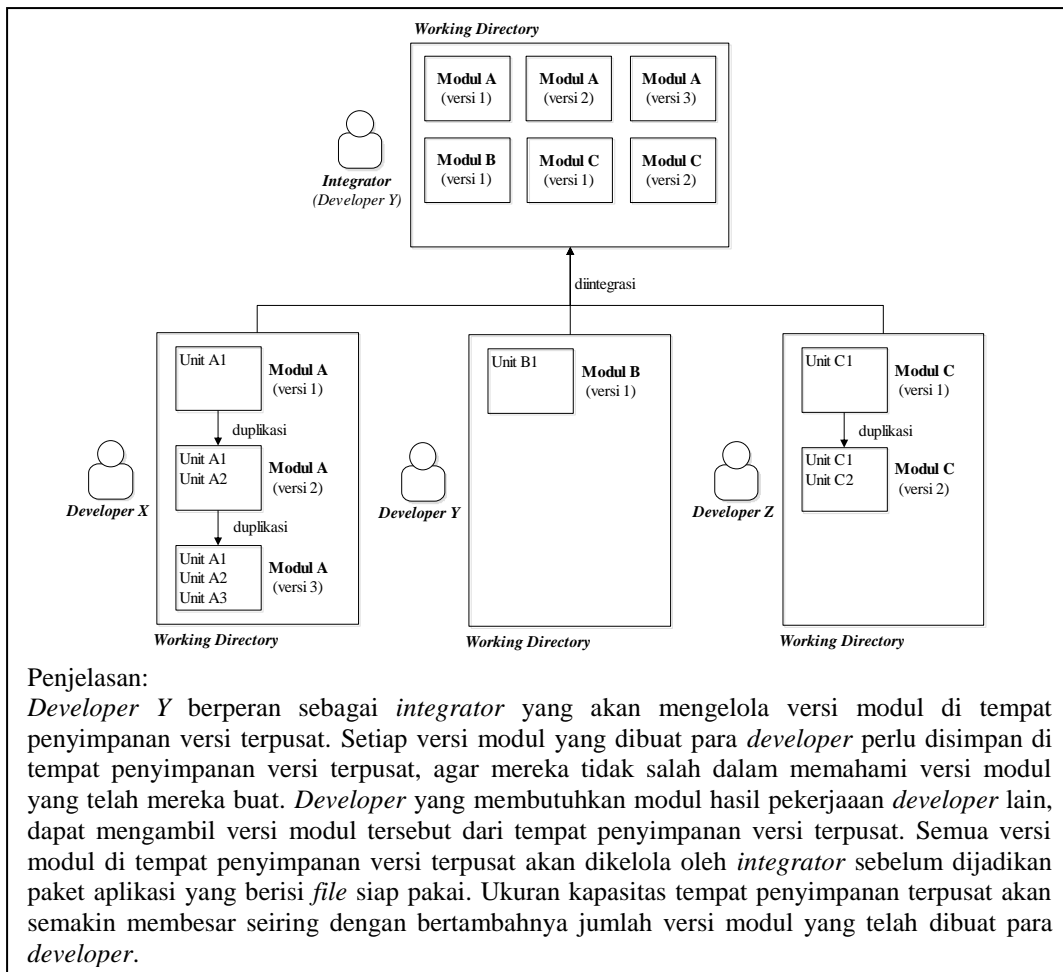 Working Directory
Modul A
(versi 1)
Modul A
(versi 2)
Modul A
(versi 3)
Modul B
(versi 1)
Modul C
(versi 1)
Modul C
(versi 2)
Integrator
(Developer Y)
diintegrasi
Unit A1
Modul A
(versi 1)
duplikasi
Unit A1
Unit A2
Modul A
(versi 2)
duplikasi
Unit A1
Unit A2
Unit A3
Modul A
(versi 3)
Developer X
Working Directory
Unit B1
Modul B
(versi 1)
Developer Y
Working Directory
Unit C1
Modul C
(versi 1)
duplikasi
Unit C1
Unit C2
Modul C
(versi 2)
Developer Z
Working Directory
Penjelasan:
Developer Y berperan sebagai integrator yang akan mengelola versi modul di tempat
penyimpanan versi terpusat. Setiap versi modul yang dibuat para developer perlu disimpan di
tempat penyimpanan versi terpusat, agar mereka tidak salah dalam memahami versi modul
yang telah mereka buat. Developer yang membutuhkan modul hasil pekerjaaan developer lain,
dapat mengambil versi modul tersebut dari tempat penyimpanan versi terpusat. Semua versi
modul di tempat penyimpanan versi terpusat akan dikelola oleh integrator sebelum dijadikan
paket aplikasi yang berisi file siap pakai. Ukuran kapasitas tempat penyimpanan terpusat akan
semakin membesar seiring dengan bertambahnya jumlah versi modul yang telah dibuat para
developer.